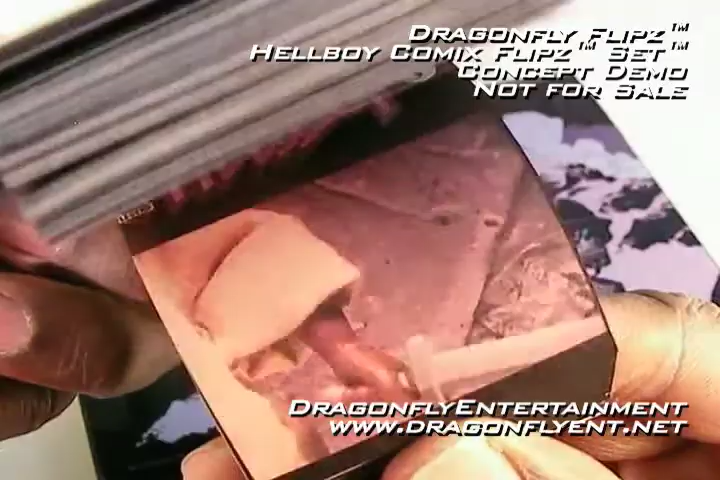 Dragonfly Flipz™
Hellboy Comix Flipz™ Set™
Concept Demo
Not for Sale
DragonflyEntertainment
www.dragonflyent.net